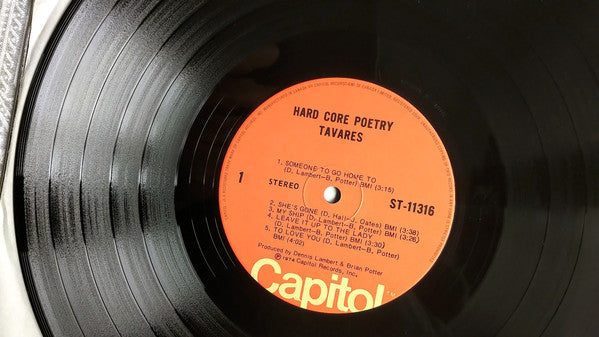 HARD CORE POETRY
TAVARES
1. SOMEONE TO GO HOME TO
(D. Lambert-B. Potter) BMI (3:15)
1
STEREO
ST-11316
2. SHE'S GONE (D. Hall-J. Oates) BMI (3:38)
3. MY SHIP (D. Lambert-B. Potter) BMI (3:26)
4. LEAVE IT UP TO THE LADY
(D. Lambert-B. Potter) BMI (3:30)
5. TO LOVE YOU (D. Lambert-B. Potter)
BMI (4:02)
Produced by Dennis Lambert & Brian Potter
℗ 1974 Capitol Records, Inc.
Capitol